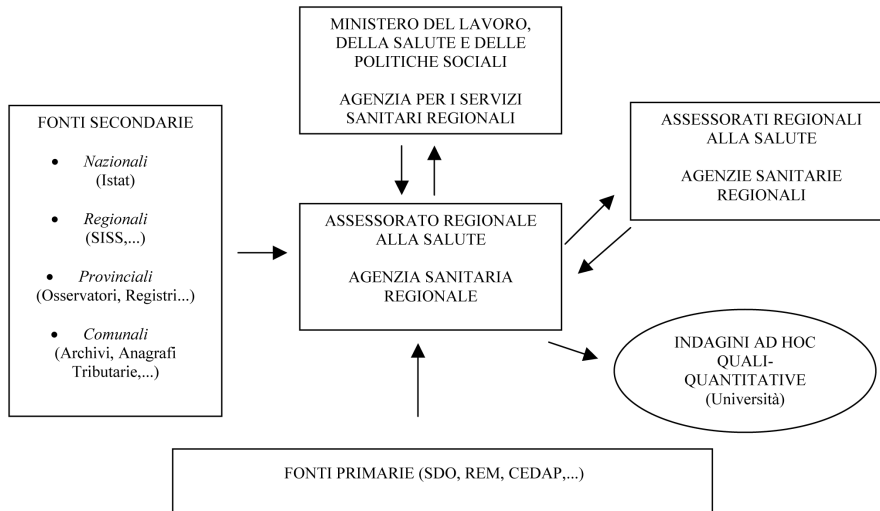 MINISTERO DEL LAVORO,
DELLA SALUTE E DELLE
POLITICHE SOCIALI
AGENZIA PER I SERVIZI
SANITARI REGIONALI
FONTI SECONDARIE
• Nazionali
(Istat)
• Regionali
(SISS,...)
• Provinciali
(Osservatori, Registri...)
• Comunali
(Archivi, Anagrafi
Tributarie,...)
ASSESSORATO REGIONALE
ALLA SALUTE
AGENZIA SANITARIA
REGIONALE
ASSESSORATI REGIONALI
ALLA SALUTE
AGENZIE SANITARIE
REGIONALI
INDAGINI AD HOC
QUALI-
QUANTITATIVE
(Università)
FONTI PRIMARIE (SDO, REM, CEDAP,...)